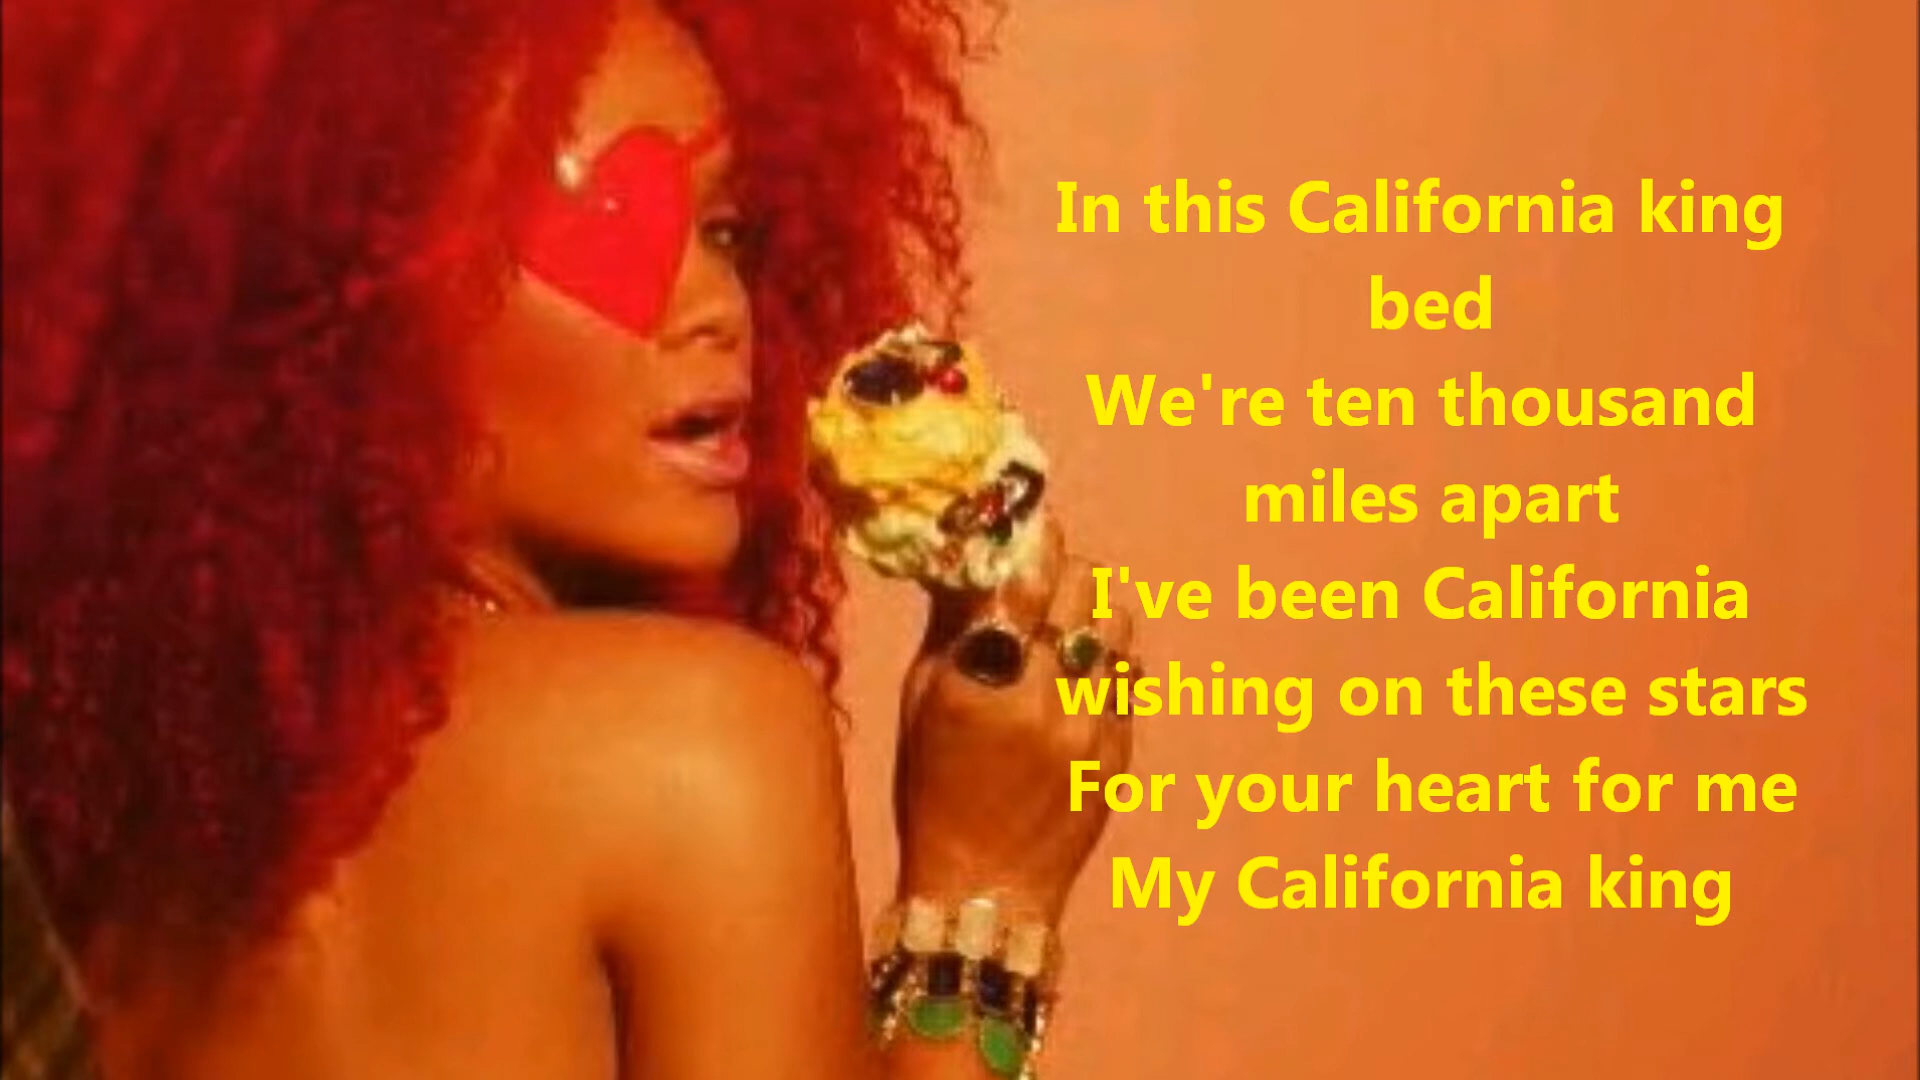 In this California king
bed
We're ten thousand
miles apart
I've been California
wishing on these stars
For your heart for me
My California king